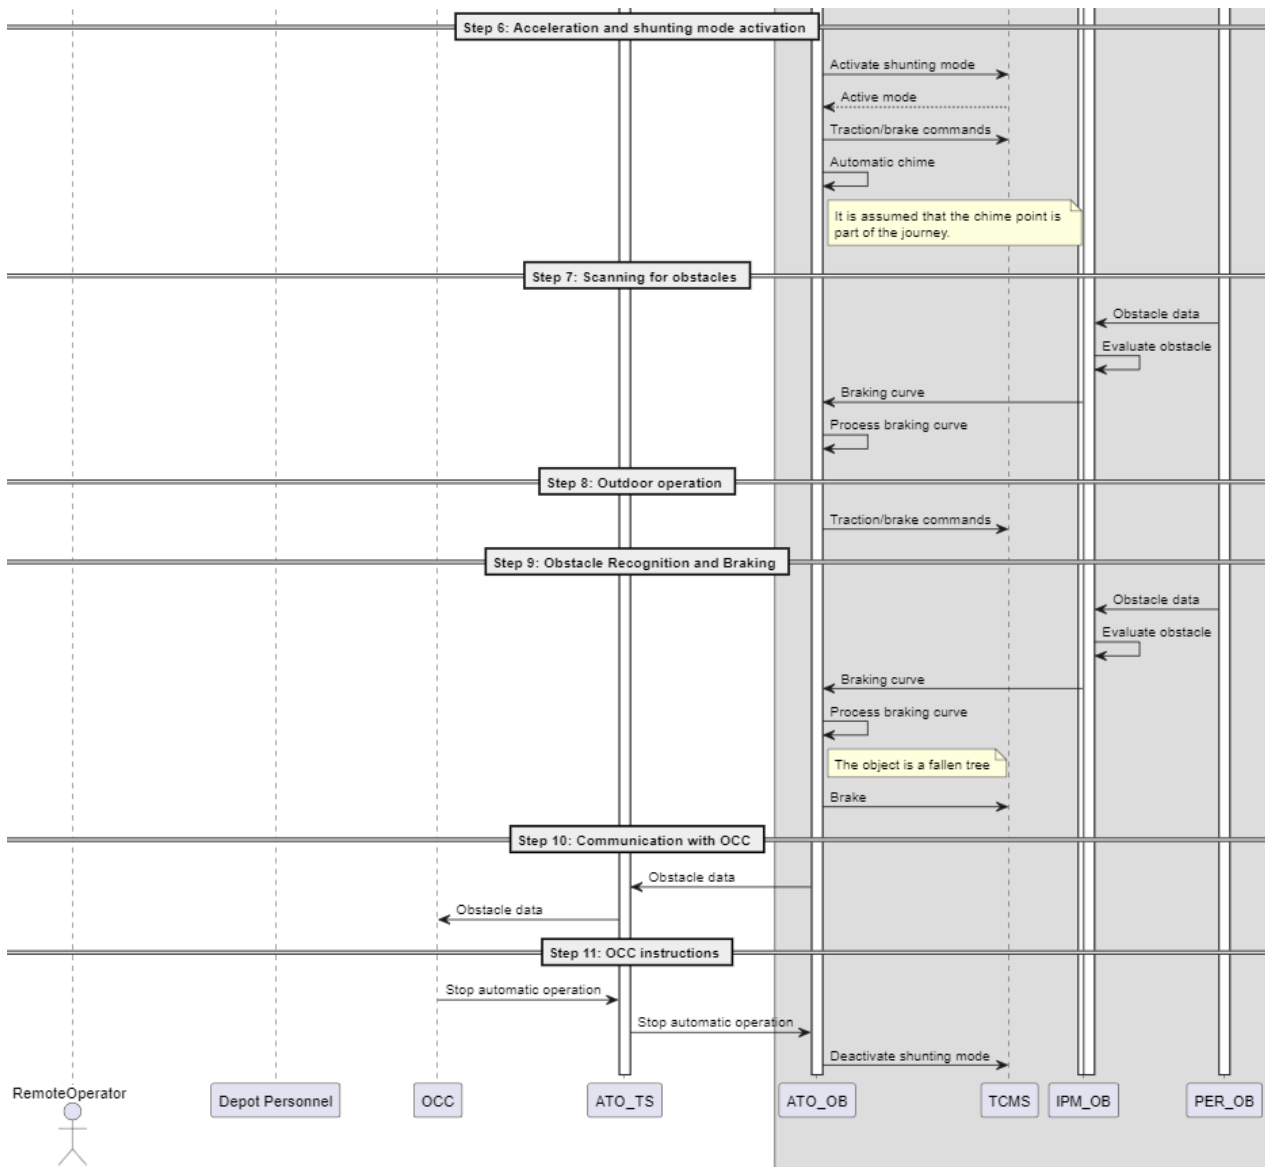 Step 6: Acceleration and shunting mode activation
Activate shunting mode
Active mode
Traction/brake commands
Automatic chime
It is assumed that the chime point is
part of the journey.
Step 7: Scanning for obstacles
Obstacle data
Evaluate obstacle
Braking curve
Process braking curve
Step 8: Outdoor operation
Traction/brake commands
Step 9: Obstacle Recognition and Braking
Obstacle data
Evaluate obstacle
Braking curve
Process braking curve
The object is a fallen tree
Brake
Step 10: Communication with OCC
Obstacle data
Obstacle data
Step 11: OCC instructions
Stop automatic operation
Stop automatic operation
Deactivate shunting mode
RemoteOperator
Depot Personnel
OCC
ATO_TS
ATO_OB
TCMS
IPM_OB
PER_OB